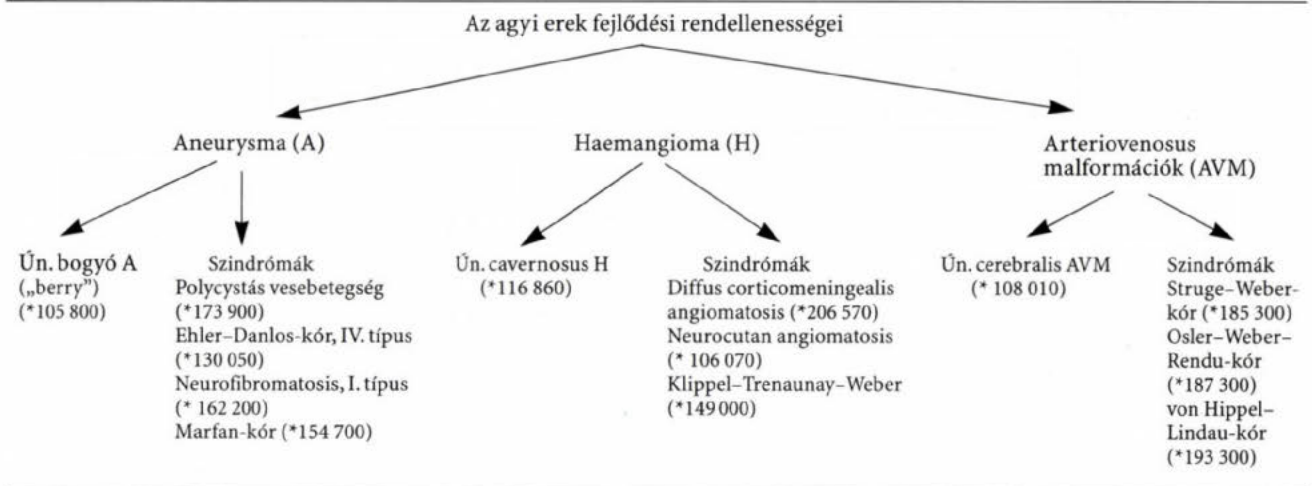 Az agyi erek fejlődési rendellenességei
Aneurysma (A)
Haemangioma (H)
Arteriovenosus
malformációk (AVM)
Ún. bogyó A
(„berry”)
(*105 800)
Szindrómák
Polycystás vesebetegség
(*173 900)
Ehler–Danlos-kór, IV. típus
(*130 050)
Neurofibromatosis, I. típus
(* 162 200)
Marfan-kór (*154 700)
Ún. cavernosus H
(*116 860)
Szindrómák
Diffus corticomeningealis
angiomatosis (*206 570)
Neurocutan angiomatosis
(* 106 070)
Klippel–Trenaunay–Weber
(*149 000)
Ún. cerebralis AVM
(* 108 010)
Szindrómák
Struge–Weber-
kór (*185 300)
Osler–Weber–
Rendu-kór
(*187 300)
von Hippel–
Lindau-kór
(*193 300)